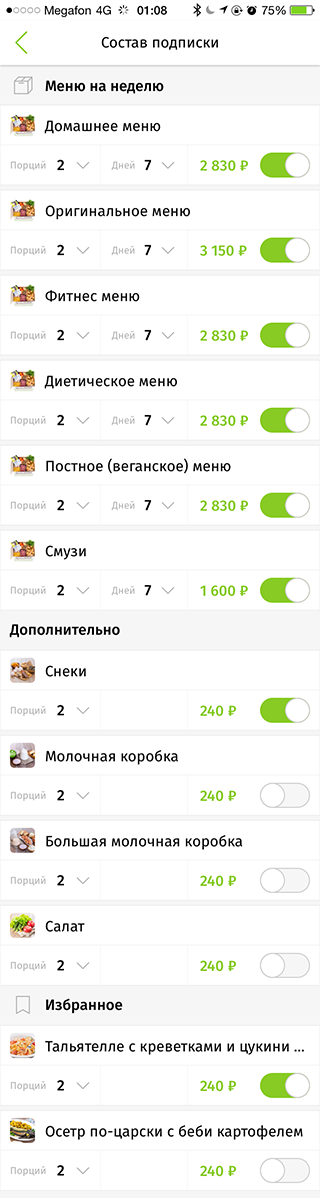 Megafon 4G 01:08 75%
Состав подписки
Меню на неделю
Домашнее меню
Порций 2 Дней 7 2 830 ₽
Оригинальное меню
Порций 2 Дней 7 3 150 ₽
Фитнес меню
Порций 2 Дней 7 2 830 ₽
Диетическое меню
Порций 2 Дней 7 2 830 ₽
Постное (веганское) меню
Порций 2 Дней 7 2 830 ₽
Смузи
Порций 2 Дней 7 1 600 ₽
Дополнительно
Снеки
Порций 2 240 ₽
Молочная коробка
Порций 2 240 ₽
Большая молочная коробка
Порций 2 240 ₽
Салат
Порций 2 240 ₽
Избранное
Тальятелле с креветками и цукини ...
Порций 2 240 ₽
Осетр по-царски с беби картофелем
Порций 2 240 ₽